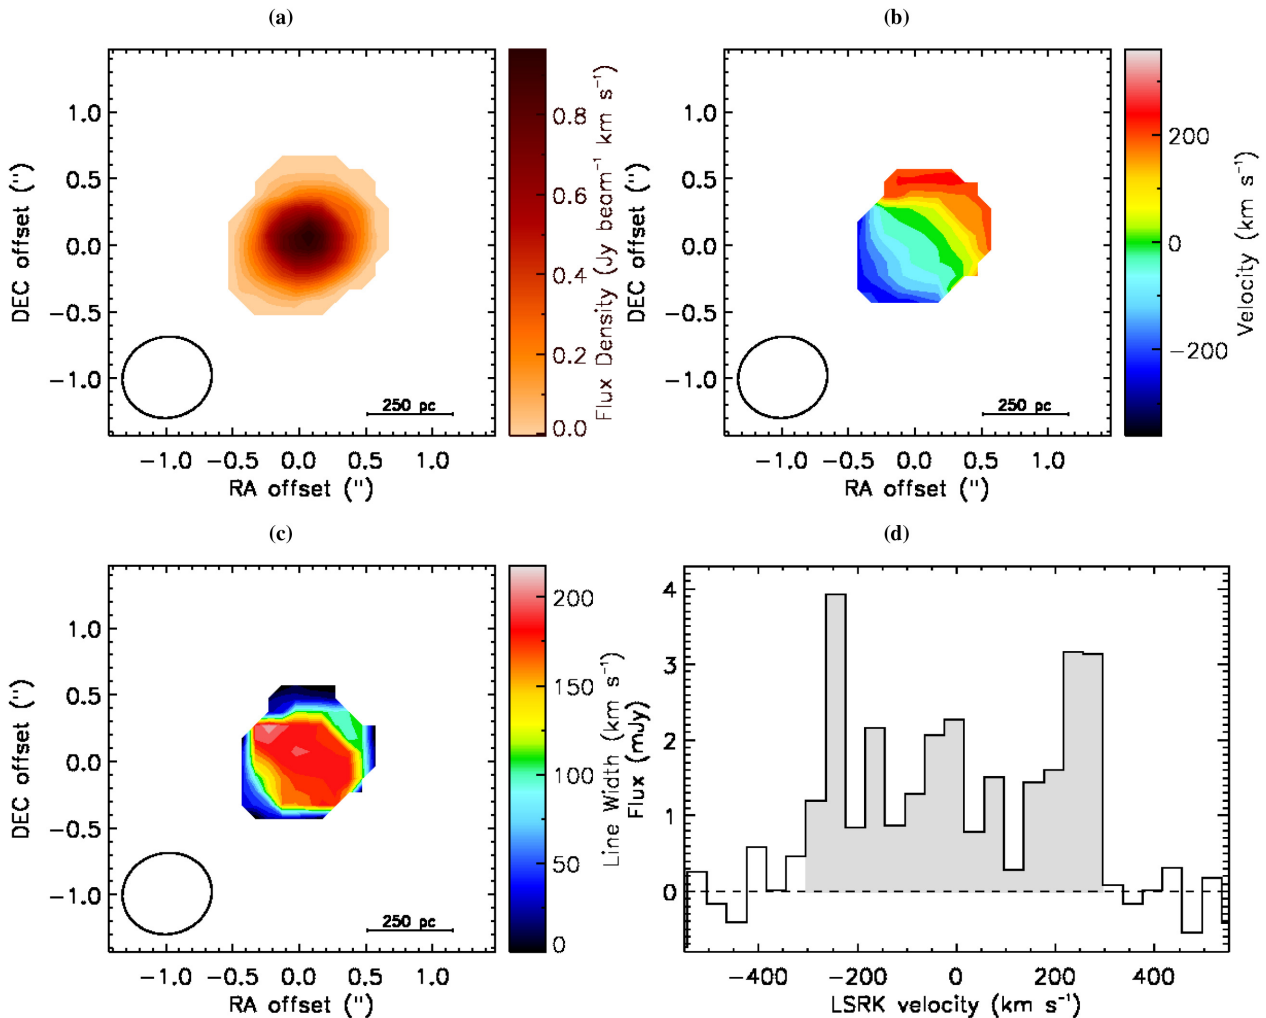 (a)
1.0
0.5
0.0
−0.5
−1.0
DEC offset (")
250 pc
−1.0 −0.5 0.0 0.5 1.0
RA offset (")
0.8
0.6
0.4
0.2
0.0
Flux Density (Jy beam⁻¹ km s⁻¹)
(b)
1.0
0.5
0.0
−0.5
−1.0
DEC offset (")
250 pc
−1.0 −0.5 0.0 0.5 1.0
RA offset (")
200
0
−200
Velocity (km s⁻¹)
(c)
1.0
0.5
0.0
−0.5
−1.0
DEC offset (")
250 pc
−1.0 −0.5 0.0 0.5 1.0
RA offset (")
200
150
100
50
0
Line Width (km s⁻¹)
(d)
4
3
2
1
0
Flux (mJy)
−400 −200 0 200 400
LSRK velocity (km s⁻¹)